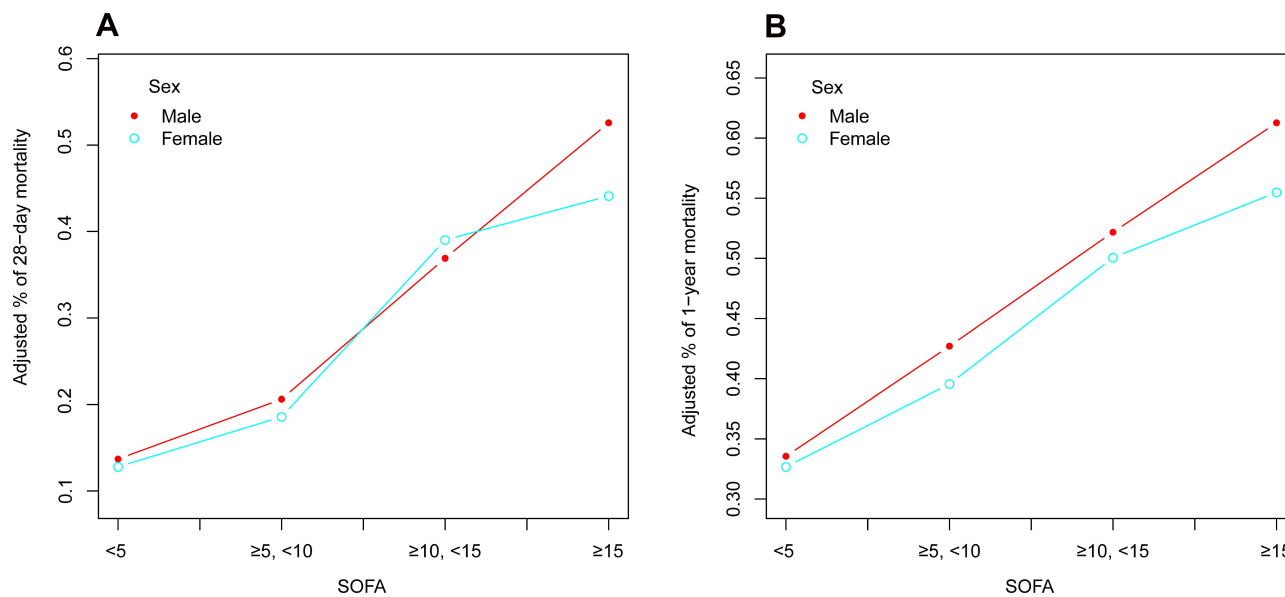 A
Adjusted % of 28−day mortality
0.6
0.5
0.4
0.3
0.2
0.1
Sex
Male
Female
<5
≥5, <10
≥10, <15
≥15
SOFA
B
Adjusted % of 1−year mortality
0.65
0.60
0.55
0.50
0.45
0.40
0.35
0.30
Sex
Male
Female
<5
≥5, <10
≥10, <15
≥15
SOFA